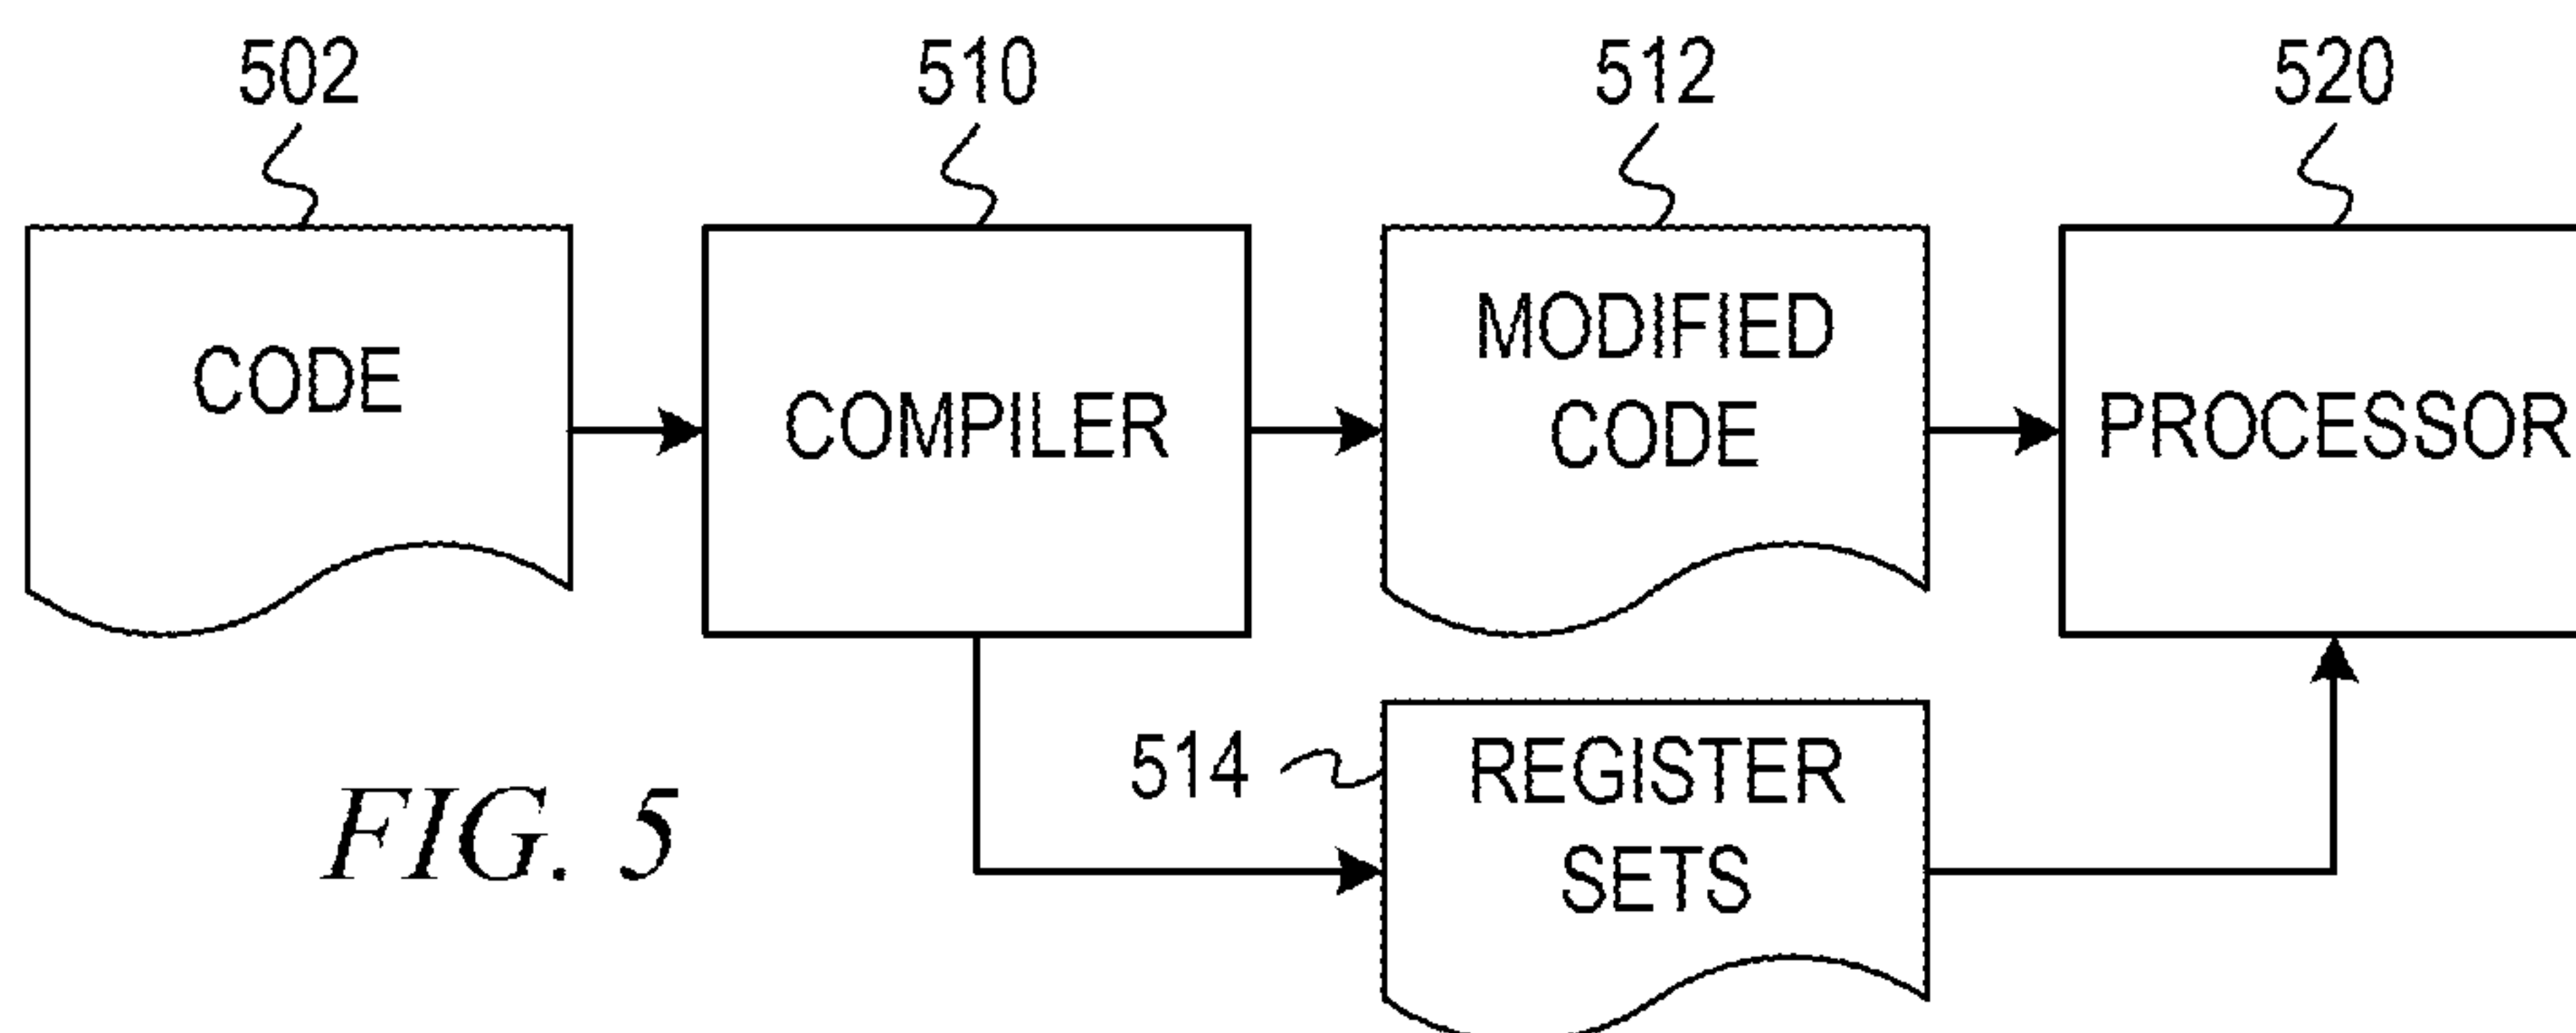 502
510
512
520
CODE
COMPILER
MODIFIED
CODE
PROCESSOR
514
REGISTER
SETS
FIG. 5